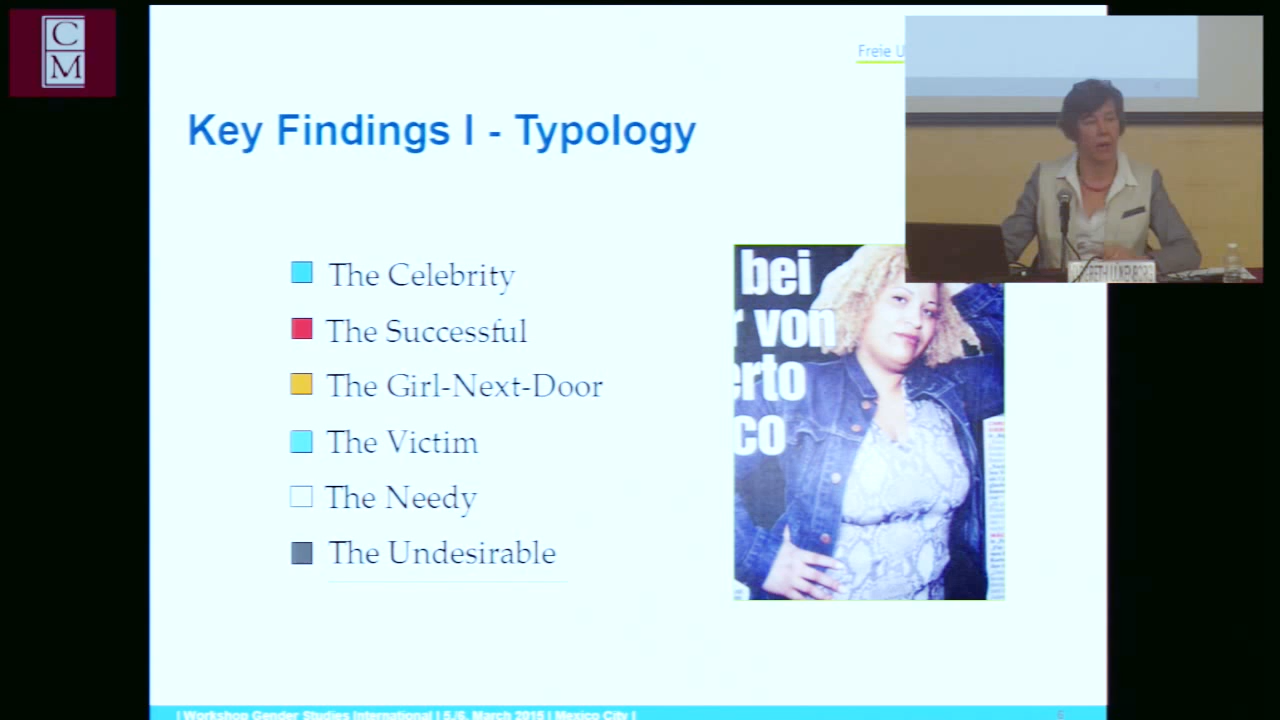 C
M
Freie U
Key Findings I - Typology
The Celebrity
The Successful
The Girl-Next-Door
The Victim
The Needy
The Undesirable
bei
r von
erto
co
| Workshop Gender Studies International | 5./6. March 2015 | Mexico City |
6